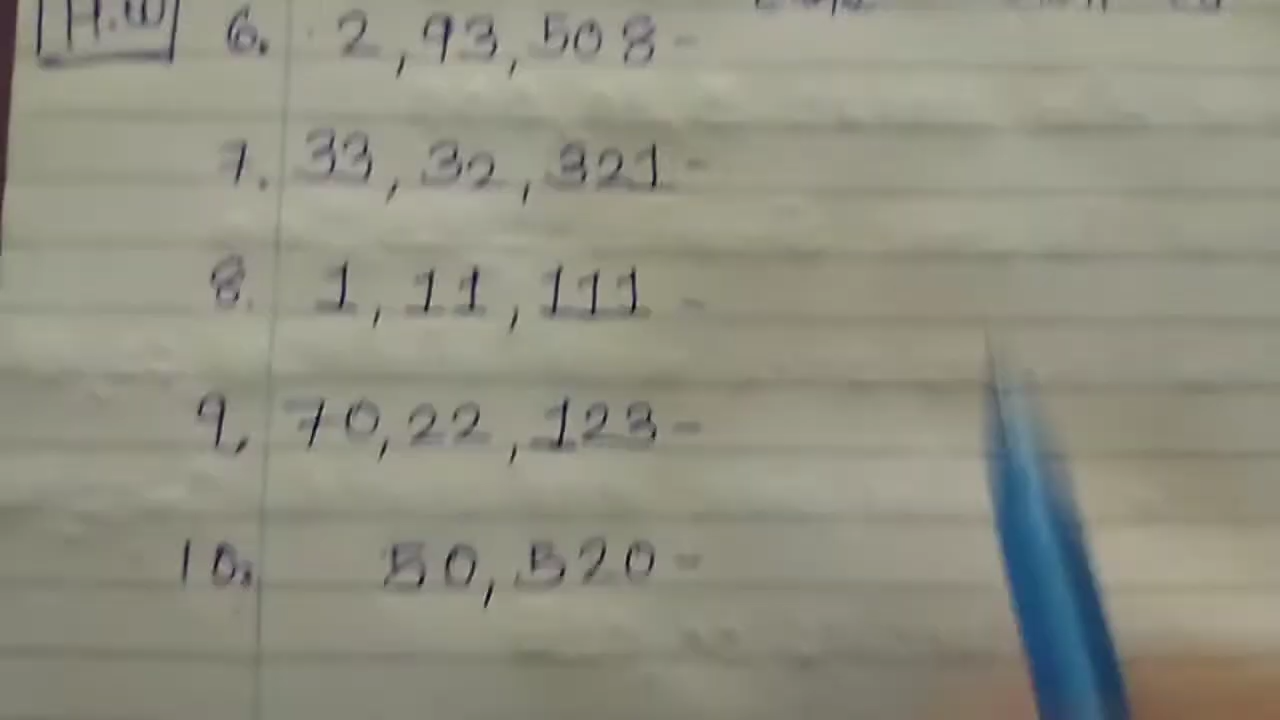 H.W 6. 2,93,508 -
7. 33,32,321 -
8. 1,11,111 -
9. 70,22,123 -
10. 50,520 -